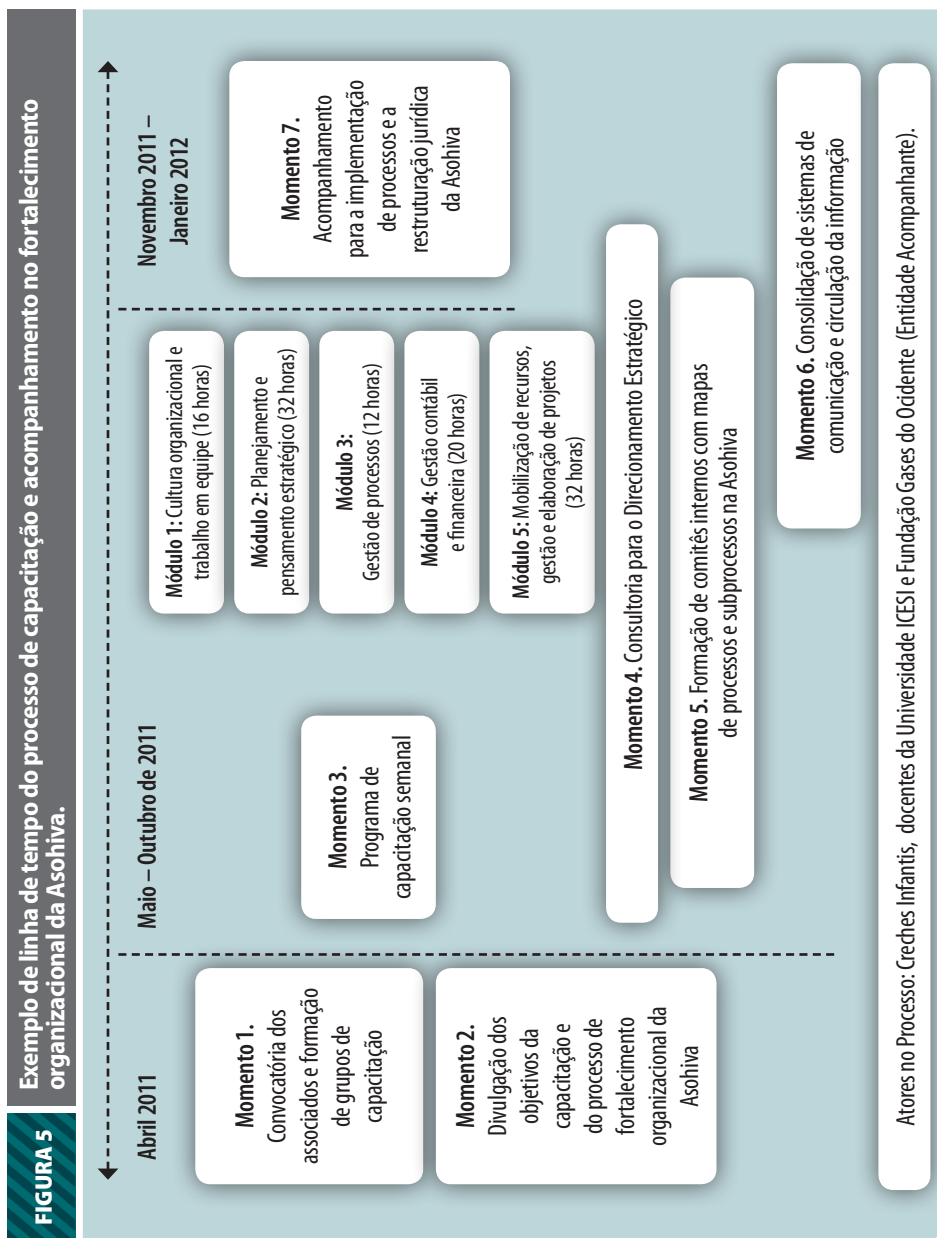 FIGURA 5
Exemplo de linha de tempo do processo de capacitação e acompanhamento no fortalecimento
organizacional da Asohiva.
Abril 2011
Maio – Outubro de 2011
Novembro 2011 –
Janeiro 2012
Momento 1.
Convocatória dos
associados e formação
de grupos de
capacitação
Momento 2.
Divulgação dos
objetivos da
capacitação e
do processo de
fortalecimento
organizacional da
Asohiva
Momento 3.
Programa de
capacitação semanal
Módulo 1: Cultura organizacional e
trabalho em equipe (16 horas)
Módulo 2: Planejamento e
pensamento estratégico (32 horas)
Módulo 3:
Gestão de processos (12 horas)
Módulo 4: Gestão contábil
e financeira (20 horas)
Módulo 5: Mobilização de recursos,
gestão e elaboração de projetos
(32 horas)
Momento 7.
Acompanhamento
para a implementação
de processos e a
restruturação jurídica
da Asohiva
Momento 4. Consultoria para o Direcionamento Estratégico
Momento 5. Formação de comitês internos com mapas
de processos e subprocessos na Asohiva
Momento 6. Consolidação de sistemas de
comunicação e circulação da informação
Atores no Processo: Creches Infantis, docentes da Universidade ICESI e Fundação Gases do Ocidente (Entidade Acompanhante).